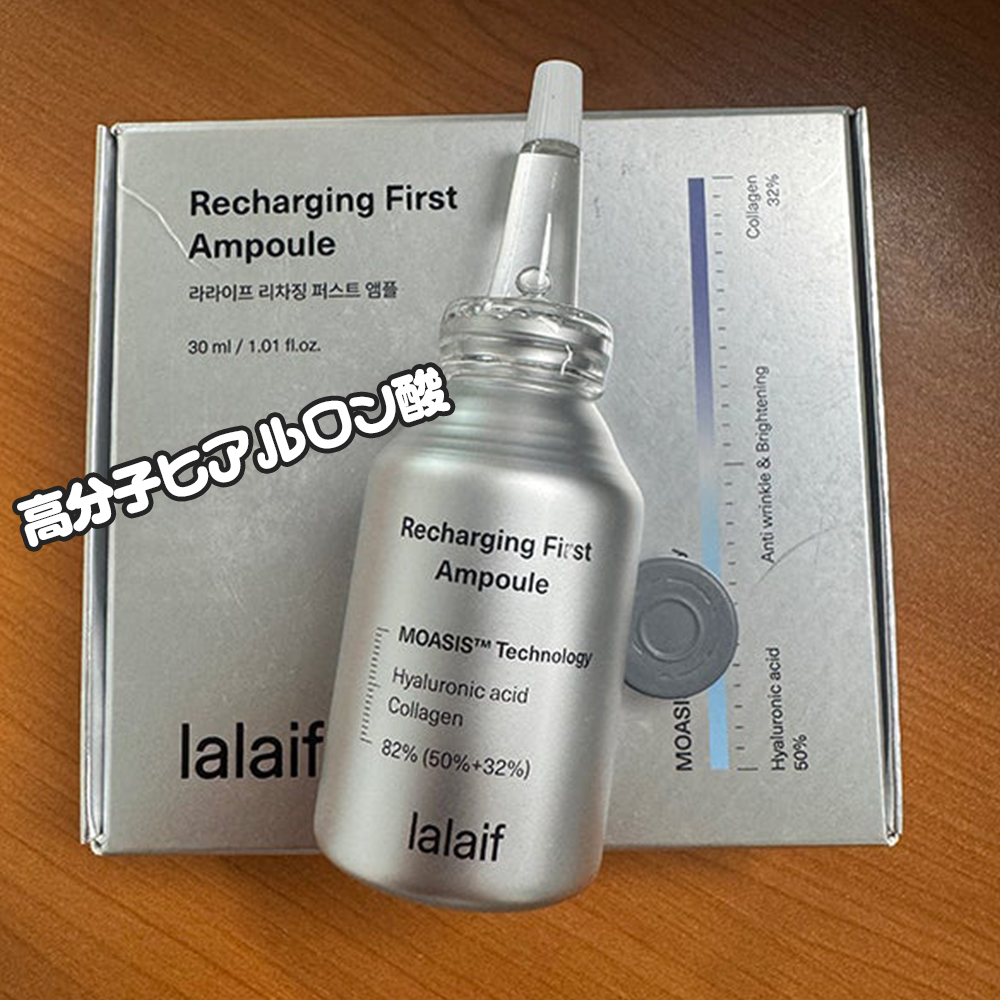 Recharging First
Ampoule
라라이프 리차징 퍼스트 앰플
30 ml / 1.01 fl.oz.
lalaif
Collagen
32%
Anti wrinkle & Brightening
Hyaluronic acid
50%
高分子ヒアルロン酸
Recharging First
Ampoule
MOASIS™ Technology
Hyaluronic acid
Collagen
82% (50%+32%)
lalaif